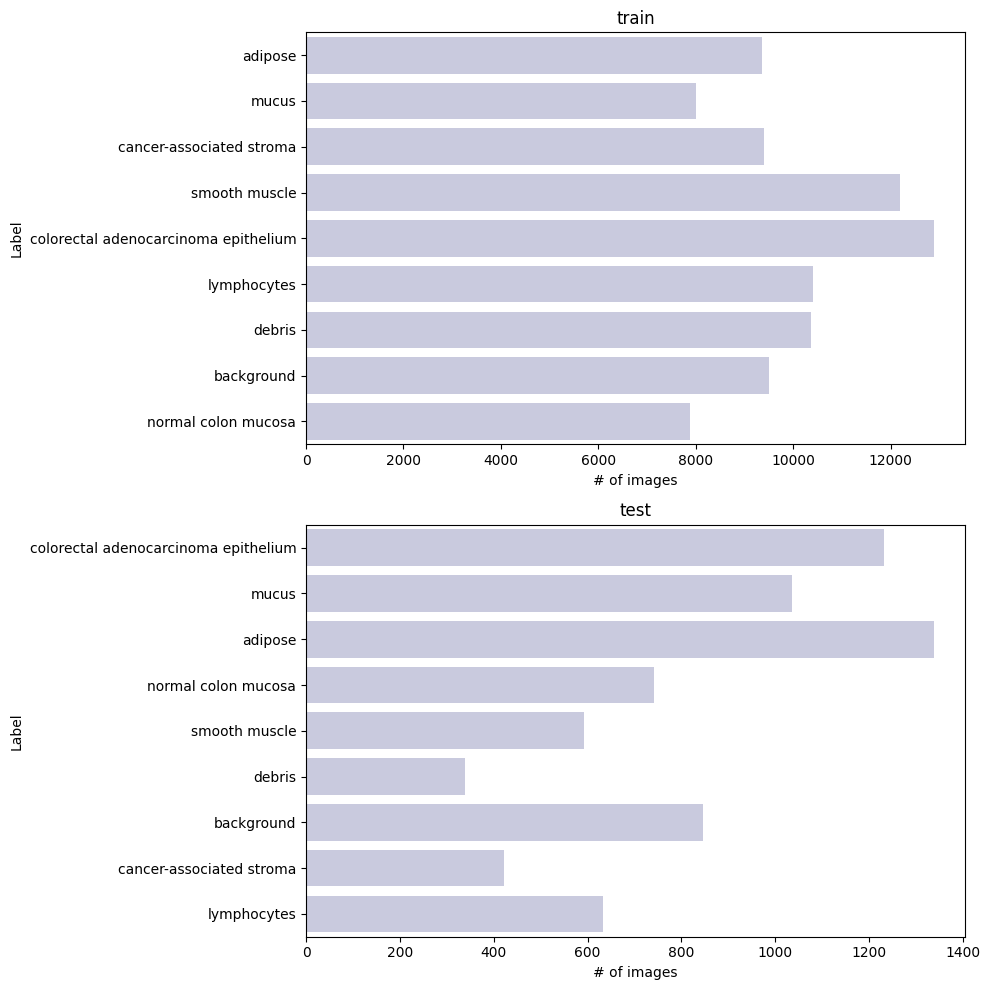 train
adipose
mucus
cancer-associated stroma
smooth muscle
colorectal adenocarcinoma epithelium
lymphocytes
debris
background
normal colon mucosa
Label
0 2000 4000 6000 8000 10000 12000
# of images
test
colorectal adenocarcinoma epithelium
mucus
adipose
normal colon mucosa
smooth muscle
debris
background
cancer-associated stroma
lymphocytes
Label
0 200 400 600 800 1000 1200 1400
# of images